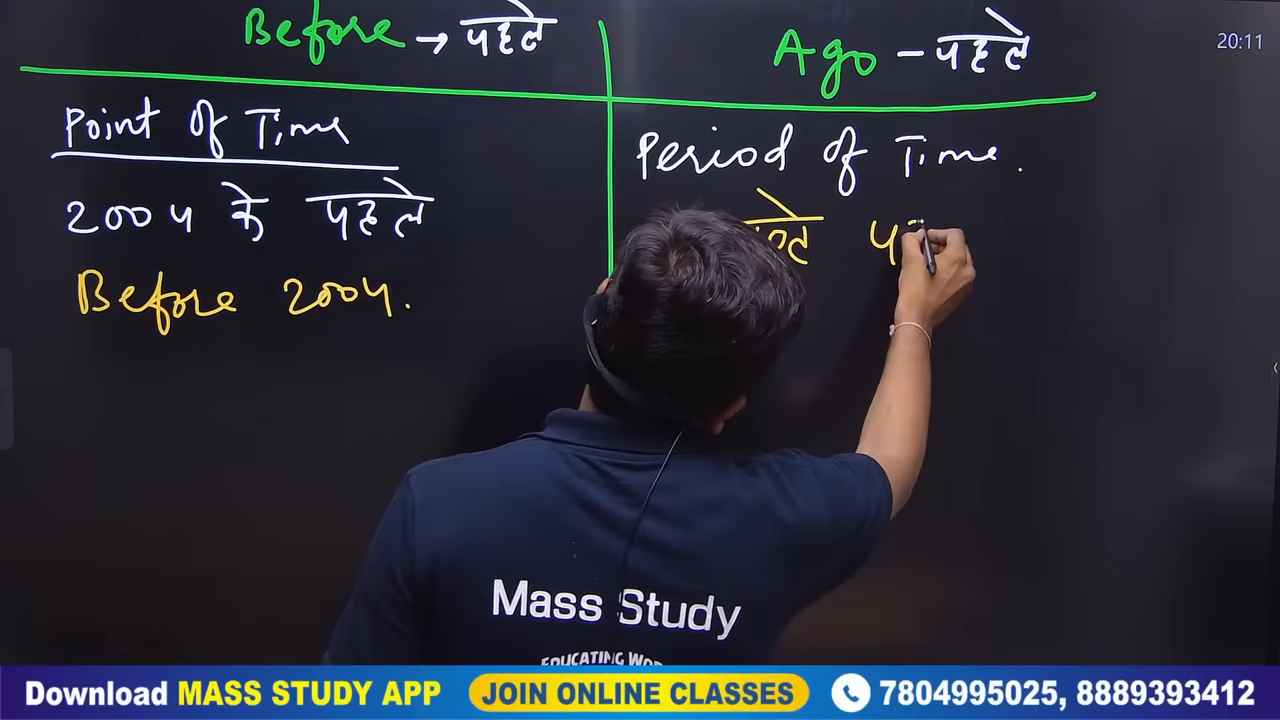 Before → पहले
Ago - पहले
20:11
Point Of Time
2004 के पहले
Before 2004.
Period of Time.
Mass Study
Download MASS STUDY APP
JOIN ONLINE CLASSES
7804995025, 8889393412